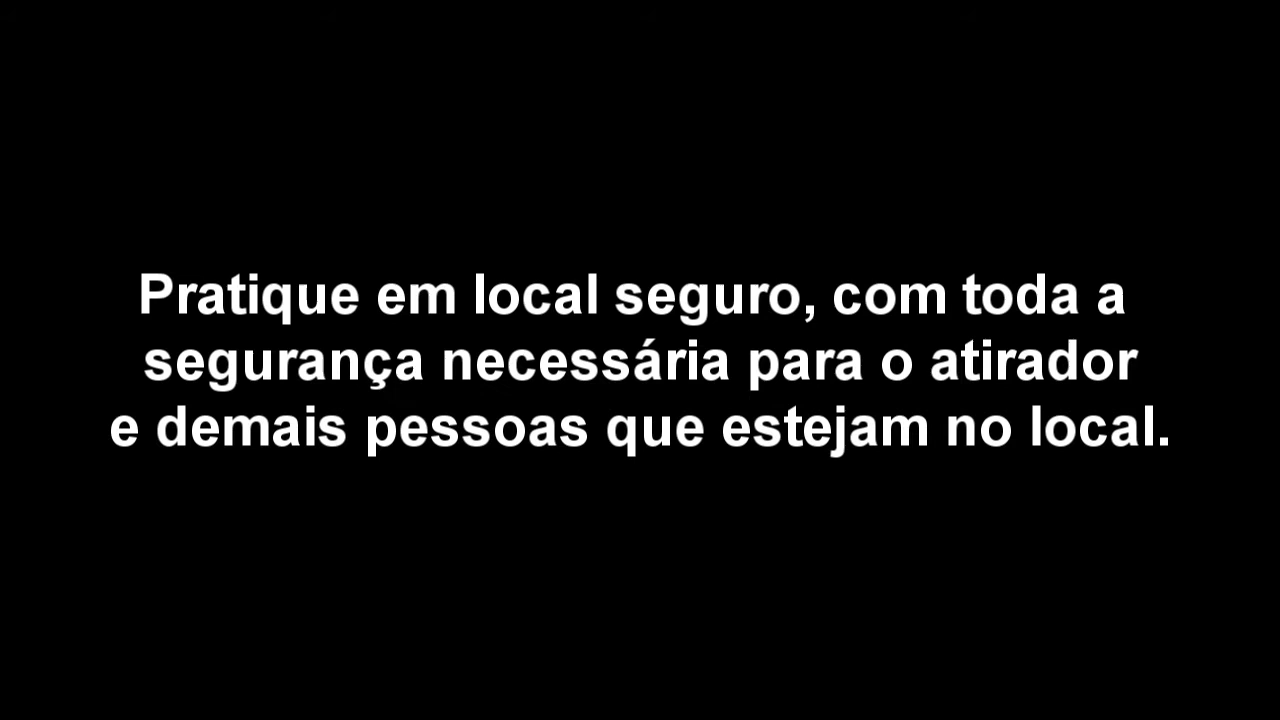 Pratique em local seguro, com toda a
segurança necessária para o atirador
e demais pessoas que estejam no local.